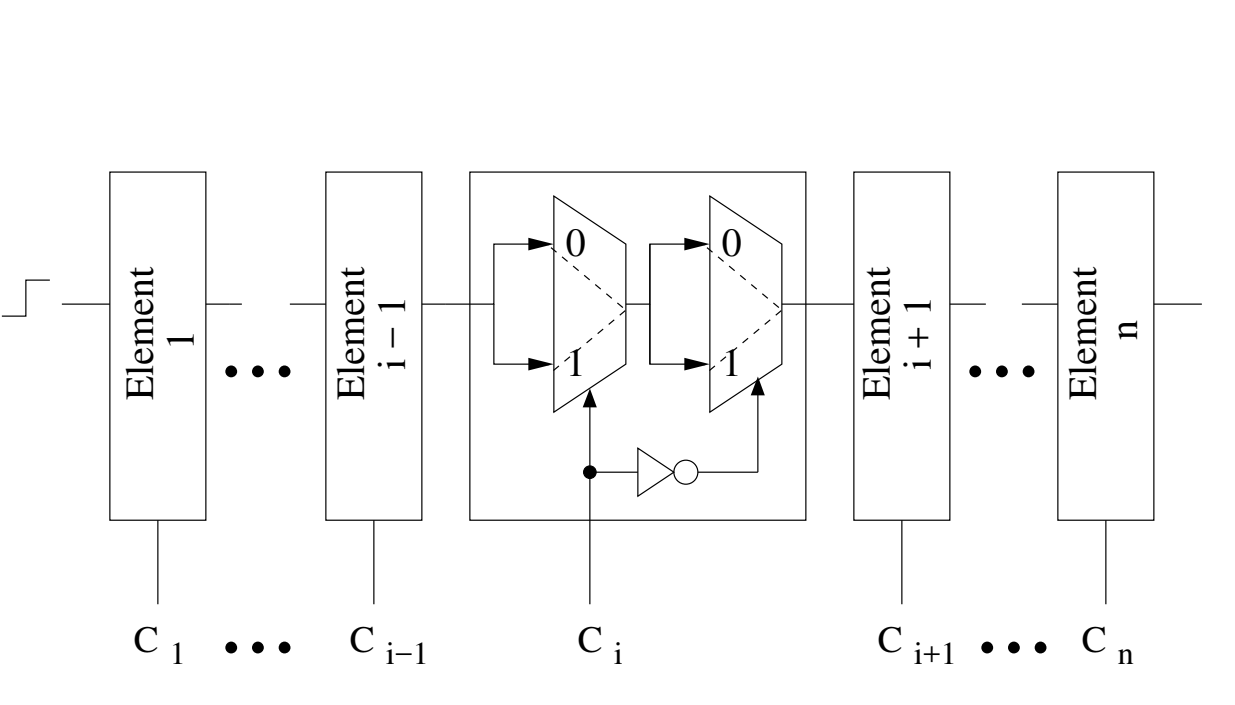 Element
1
Element
i − 1
0
1
0
1
Element
i + 1
Element
n
C 1
C i−1
C i
C i+1
C n